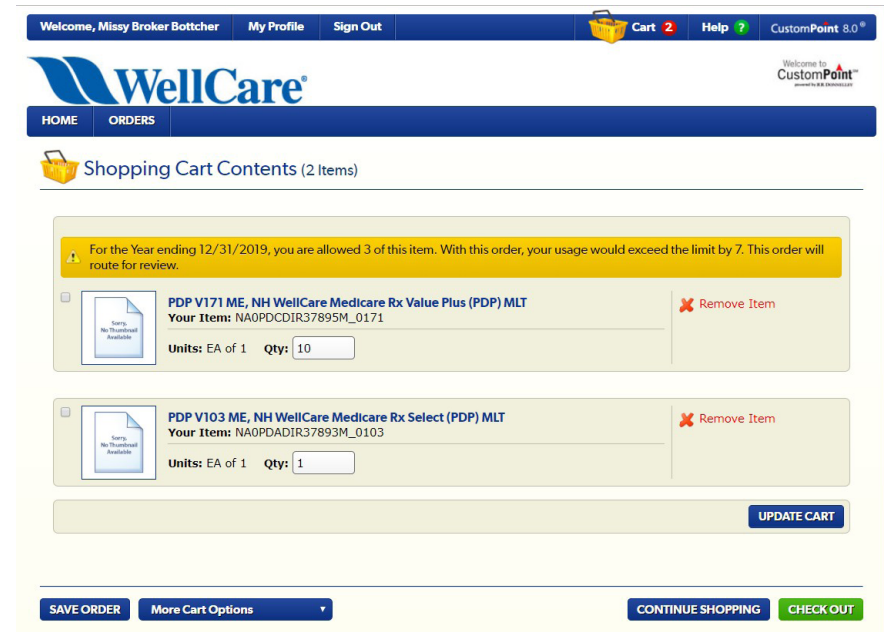 Welcome, Missy Broker Bottcher My Profile Sign Out Cart 2 Help ? CustomPoint 8.0®
WellCare®
Welcome to
CustomPoint℠
powered by R.R. DONNELLEY
HOME ORDERS
Shopping Cart Contents (2 Items)
For the Year ending 12/31/2019, you are allowed 3 of this item. With this order, your usage would exceed the limit by 7. This order will
route for review.
Sorry,
No Thumbnail
Available
PDP V171 ME, NH WellCare Medicare Rx Value Plus (PDP) MLT
Your Item: NA0PDCDIR37895M_0171
Units: EA of 1 Qty: 10
Remove Item
Sorry,
No Thumbnail
Available
PDP V103 ME, NH WellCare Medicare Rx Select (PDP) MLT
Your Item: NA0PDADIR37893M_0103
Units: EA of 1 Qty: 1
Remove Item
UPDATE CART
SAVE ORDER More Cart Options CONTINUE SHOPPING CHECK OUT